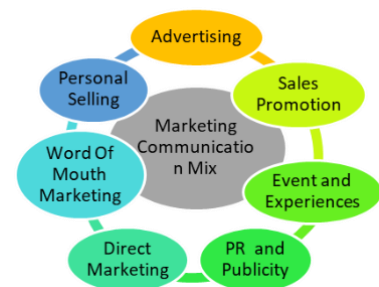 Advertising
Sales
Promotion
Event and
Experiences
PR and
Publicity
Direct
Marketing
Word Of
Mouth
Marketing
Personal
Selling
Marketing
Communicatio
n Mix